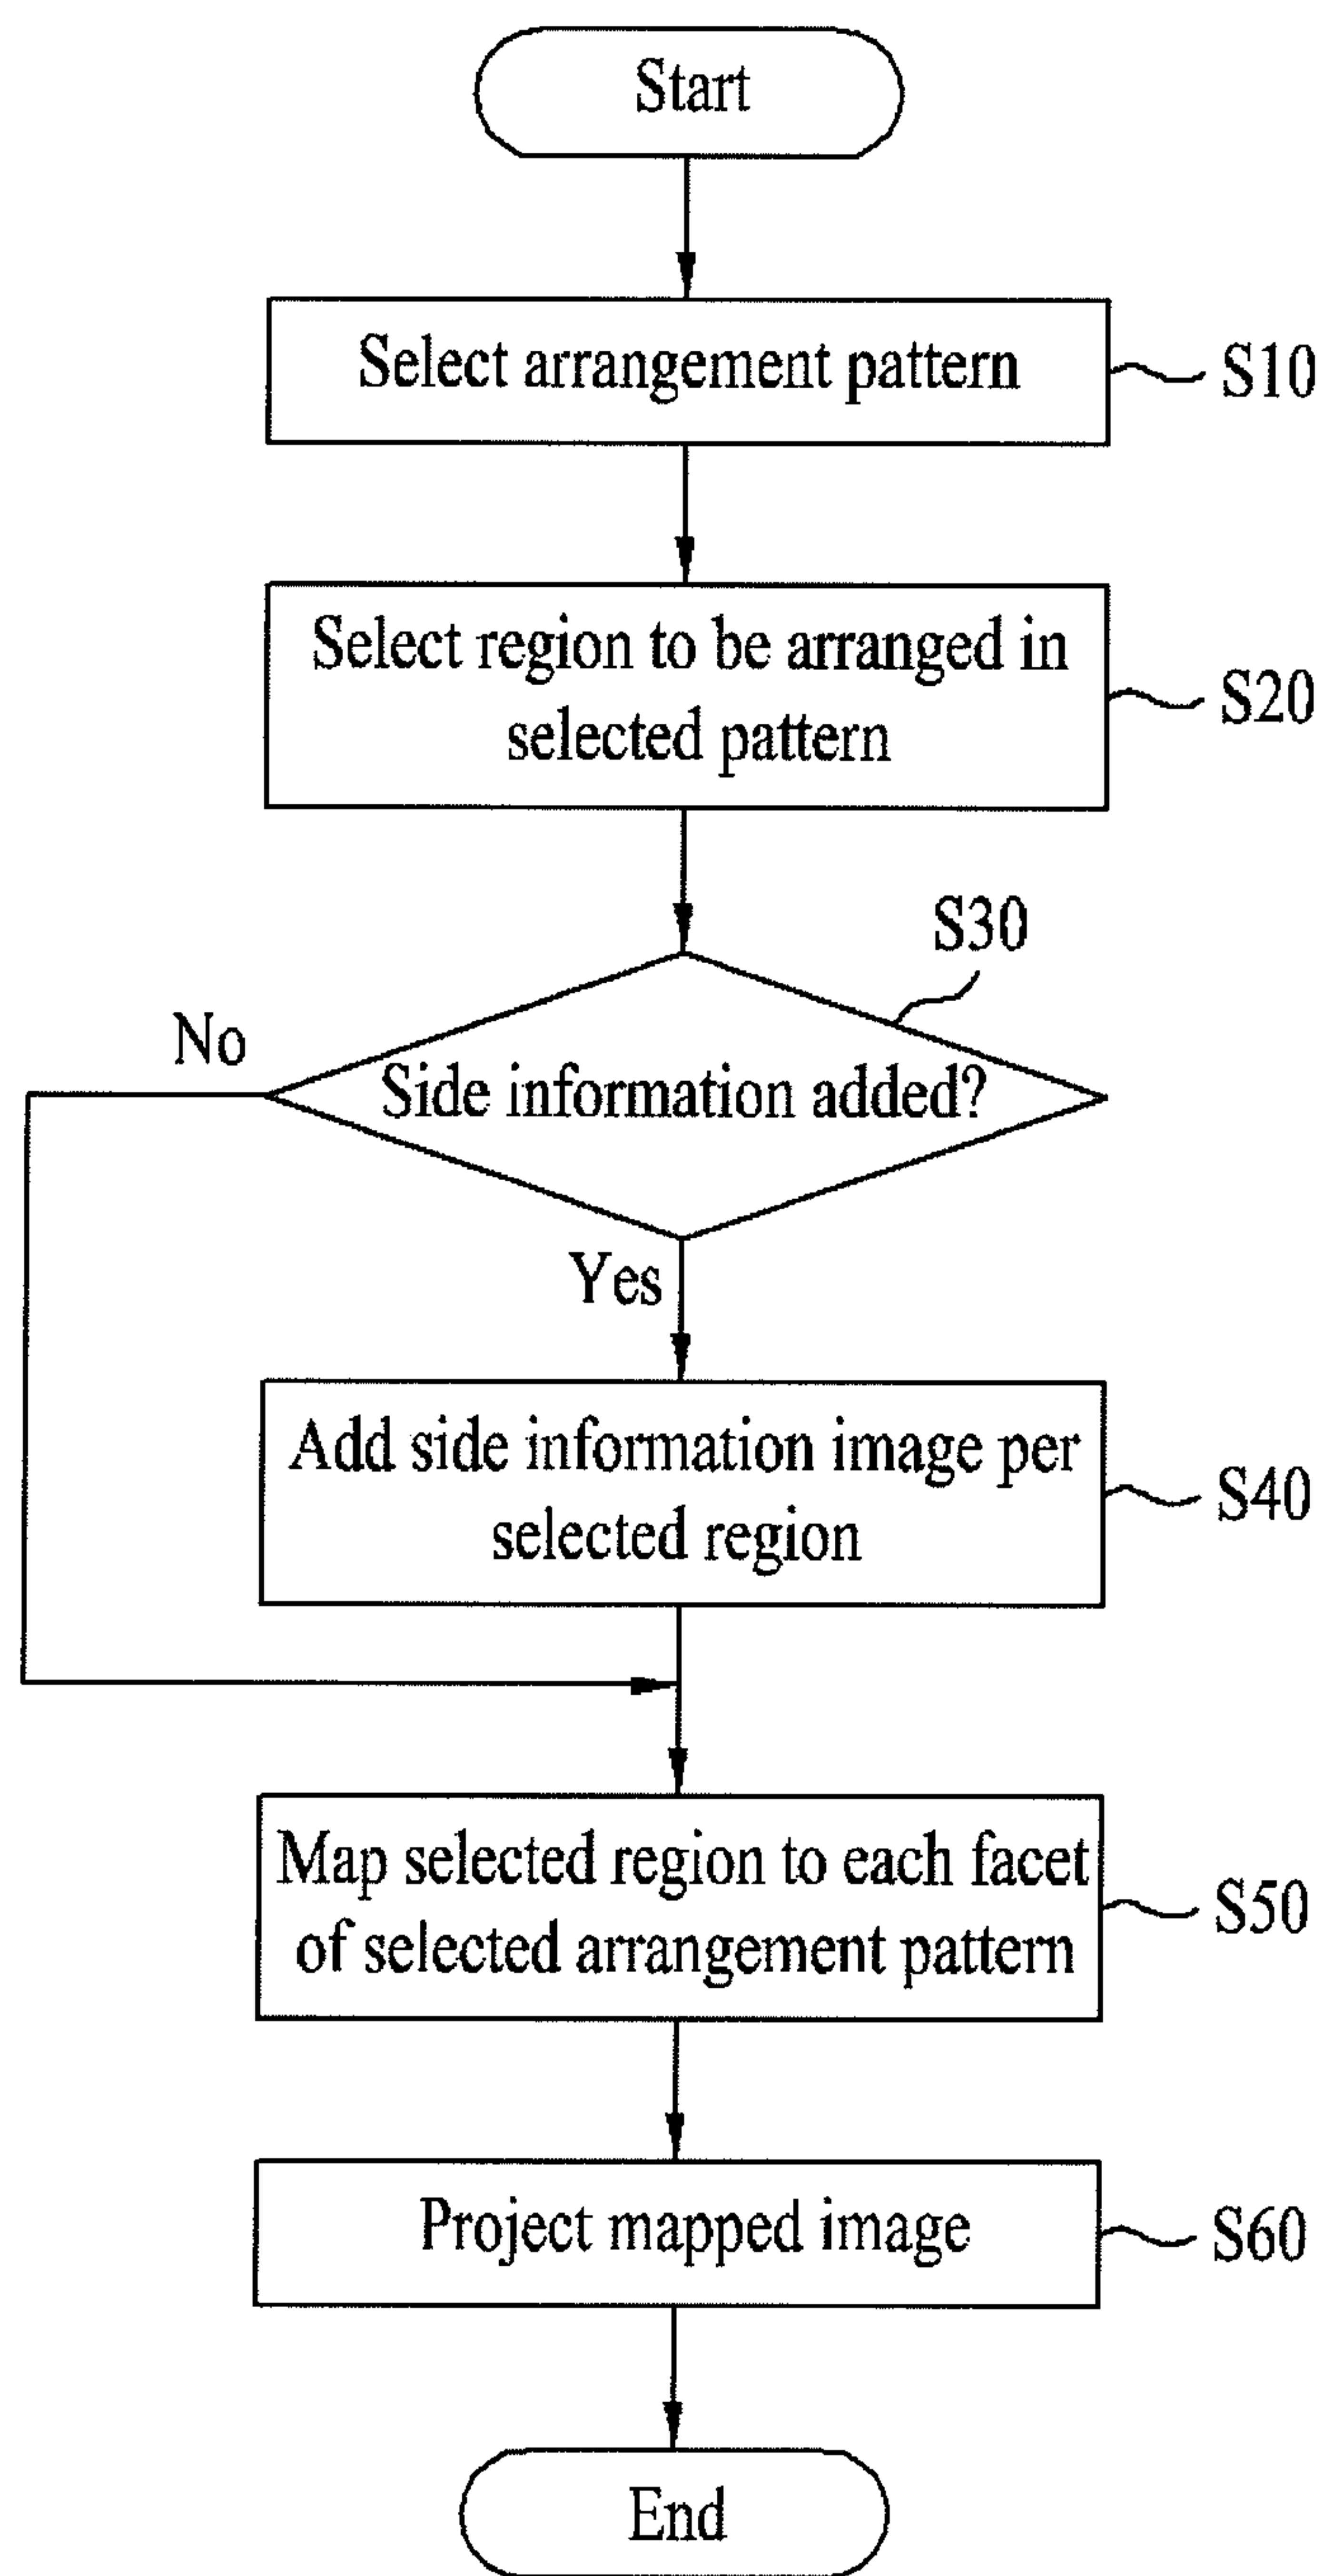 Start
Select arrangement pattern
S10
Select region to be arranged in
selected pattern
S20
S30
No
Side information added?
Yes
Add side information image per
selected region
S40
Map selected region to each facet
of selected arrangement pattern
S50
Project mapped image
S60
End